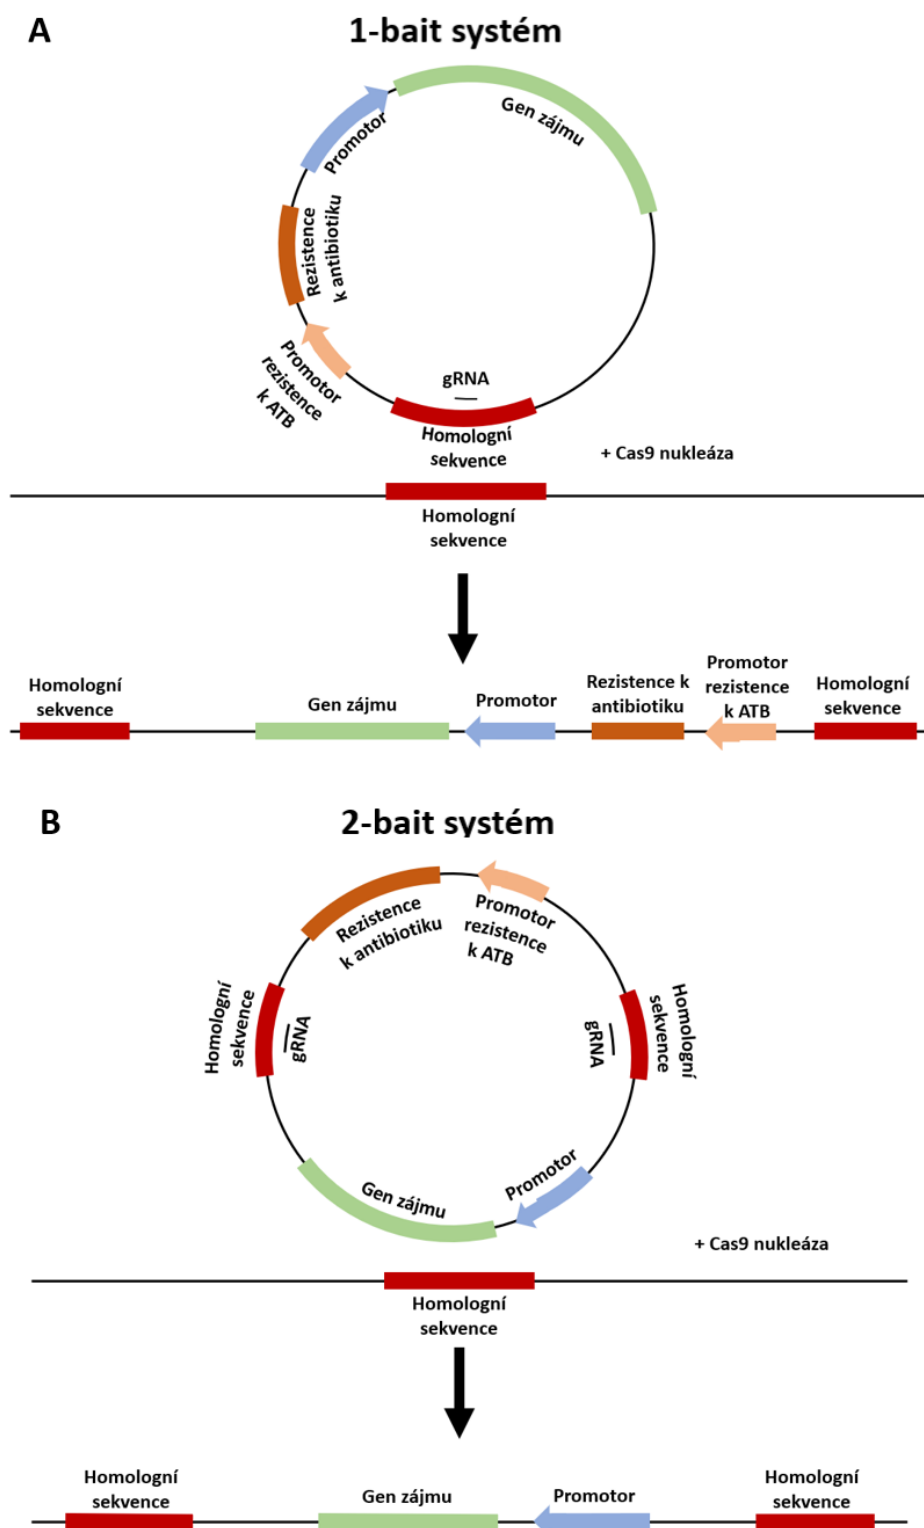 A
1-bait systém
Gen zájmu
Promotor
Rezistence
k antibiotiku
Promotor
rezistence
k ATB
gRNA
Homologní
sekvence
+ Cas9 nukleáza
Homologní
sekvence
Homologní
sekvence
Gen zájmu
Promotor
Rezistence k
antibiotiku
Promotor
rezistence
k ATB
Homologní
sekvence
B
2-bait systém
Rezistence
k antibiotiku
Promotor
rezistence
k ATB
Homologní
sekvence
gRNA
gRNA
Homologní
sekvence
Gen zájmu
Promotor
+ Cas9 nukleáza
Homologní
sekvence
Homologní
sekvence
Gen zájmu
Promotor
Homologní
sekvence